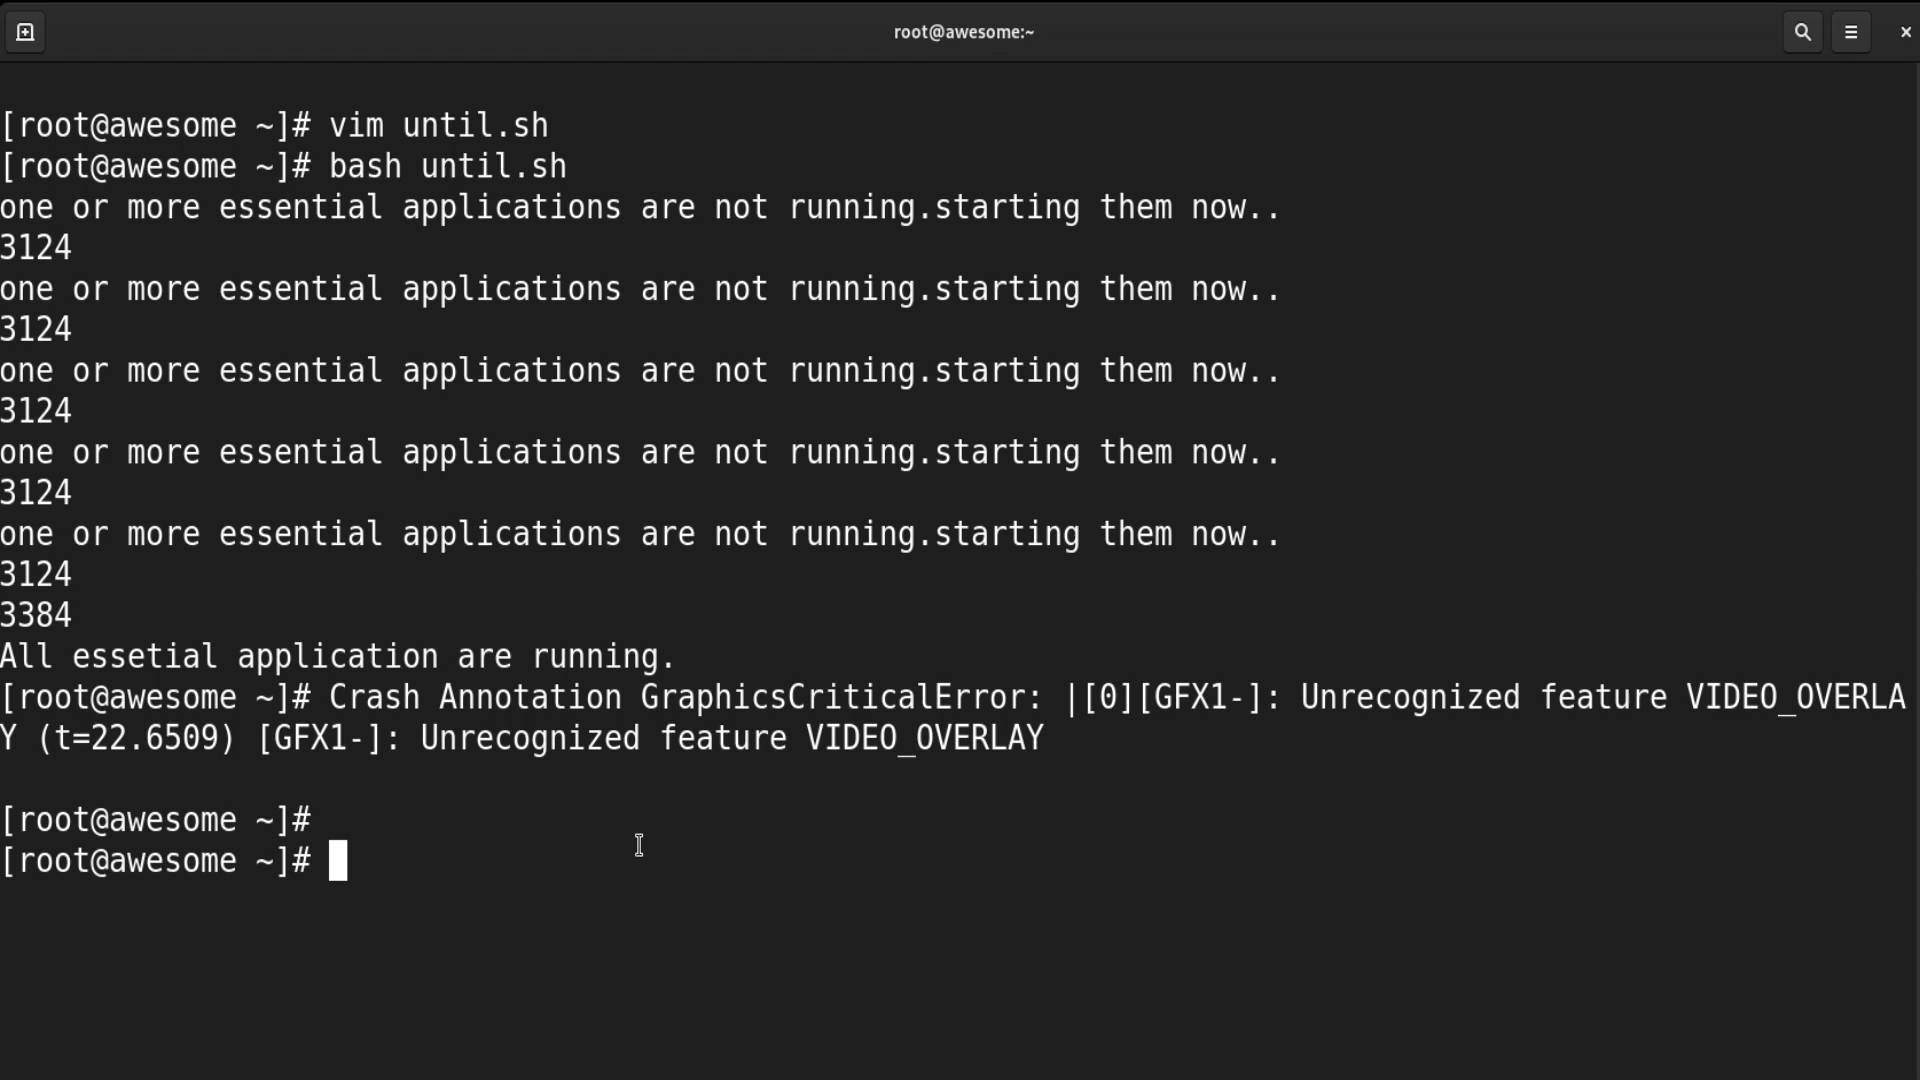 root@awesome:~
[root@awesome ~]# vim until.sh
[root@awesome ~]# bash until.sh
one or more essential applications are not running.starting them now..
3124
one or more essential applications are not running.starting them now..
3124
one or more essential applications are not running.starting them now..
3124
one or more essential applications are not running.starting them now..
3124
one or more essential applications are not running.starting them now..
3124
3384
All essetial application are running.
[root@awesome ~]# Crash Annotation GraphicsCriticalError: |[0][GFX1-]: Unrecognized feature VIDEO_OVERLA
Y (t=22.6509) [GFX1-]: Unrecognized feature VIDEO_OVERLAY
[root@awesome ~]#
[root@awesome ~]#